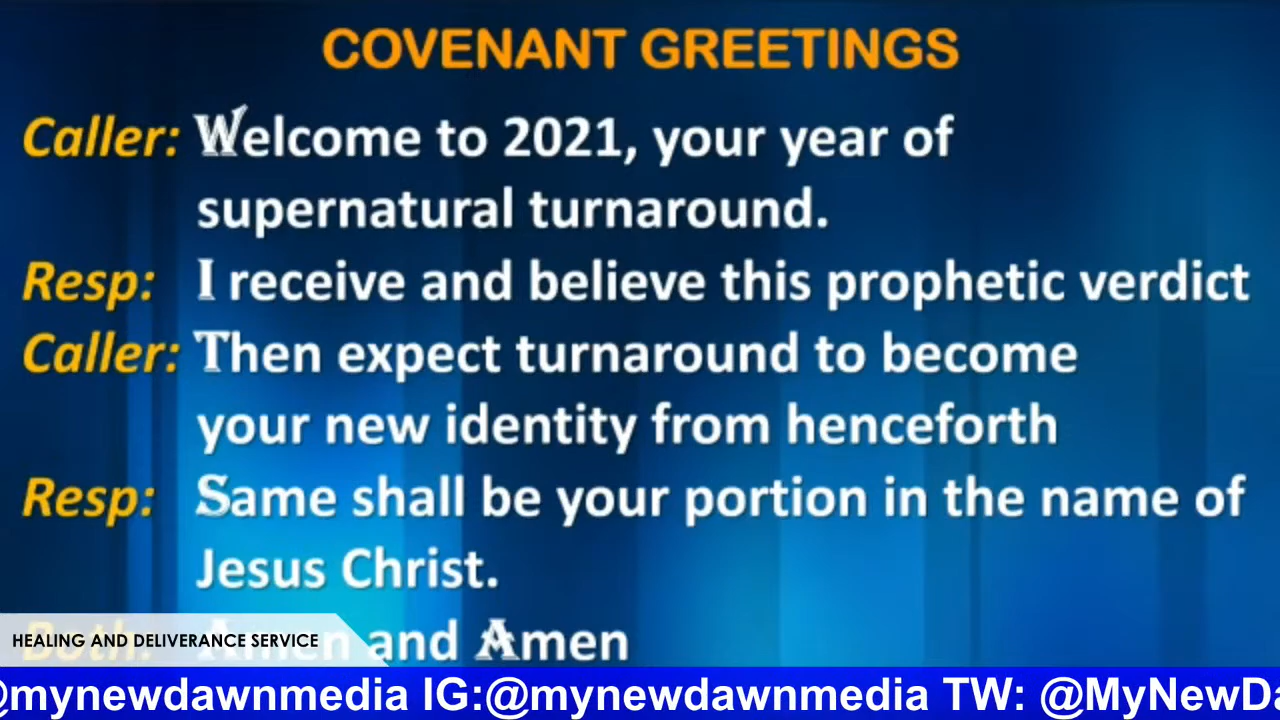 COVENANT GREETINGS
Caller: Welcome to 2021, your year of
supernatural turnaround.
Resp: I receive and believe this prophetic verdict
Caller: Then expect turnaround to become
your new identity from henceforth
Resp: Same shall be your portion in the name of
Jesus Christ.
Both: Amen and Amen
HEALING AND DELIVERANCE SERVICE
@mynewdawnmedia IG:@mynewdawnmedia TW: @MyNewDa